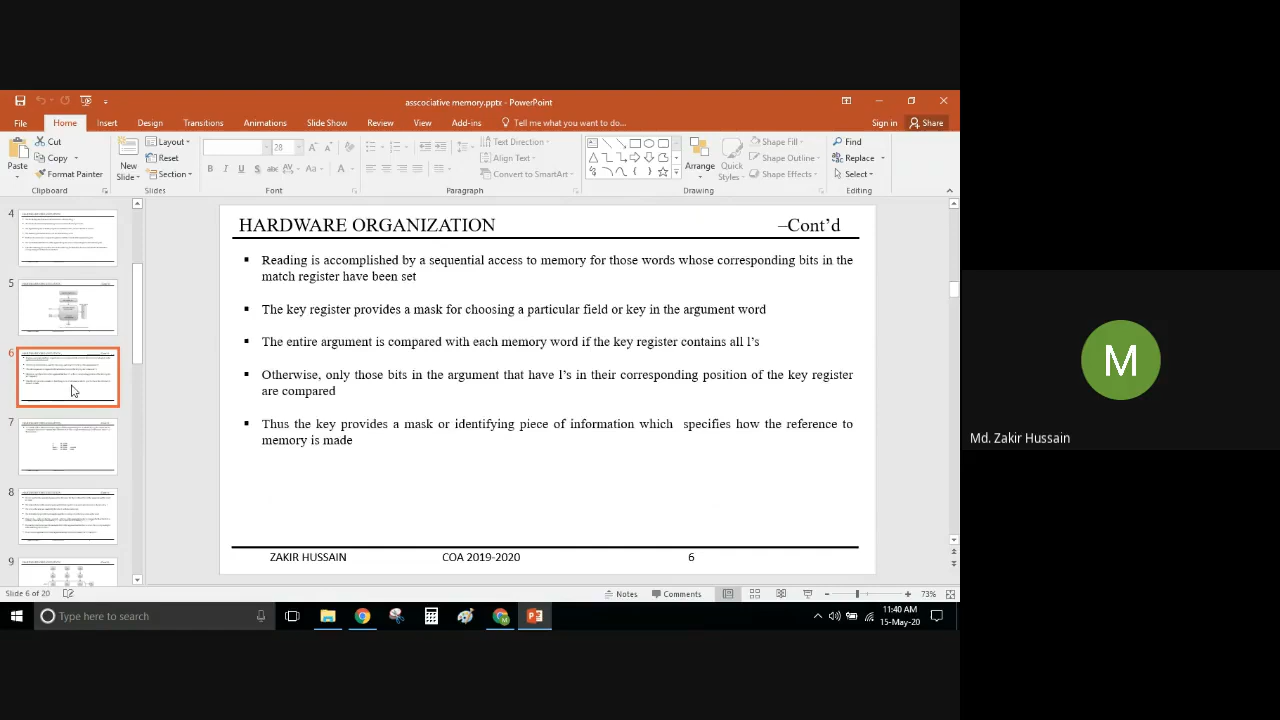 asscociative memory.pptx - PowerPoint
File Home Insert Design Transitions Animations Slide Show Review View Add-ins Tell me what you want to do... Sign in Share
Paste Cut Copy Format Painter
Clipboard
New Slide Layout Reset Section
Slides
28
Font
Text Direction Align Text Convert to SmartArt
Paragraph
Arrange Quick Styles Shape Fill Shape Outline Shape Effects
Drawing
Find Replace Select
Editing
4
5
6
7
8
9
HARDWARE ORGANIZATION –Cont'd
▪ Reading is accomplished by a sequential access to memory for those words whose corresponding bits in the
match register have been set
▪ The key register provides a mask for choosing a particular field or key in the argument word
▪ The entire argument is compared with each memory word if the key register contains all l's
▪ Otherwise, only those bits in the argument that have l's in their corresponding position of the key register
are compared
▪ Thus the key provides a mask or identifying piece of information which specifies how the reference to
memory is made
ZAKIR HUSSAIN COA 2019-2020 6
Slide 6 of 20 Notes Comments 73%
Type here to search
11:40 AM
15-May-20
M
Md. Zakir Hussain